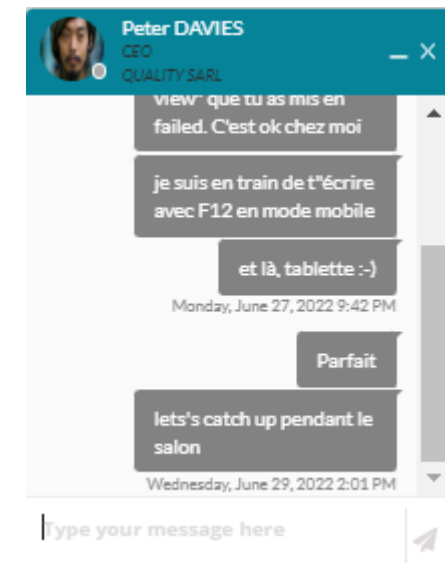 Peter DAVIES
CEO
QUALITY SARL
view" que tu as mis en
failed. C'est ok chez moi
je suis en train de t"écrire
avec F12 en mode mobile
et là, tablette :-)
Monday, June 27, 2022 9:42 PM
Parfait
lets's catch up pendant le
salon
Wednesday, June 29, 2022 2:01 PM
Type your message here